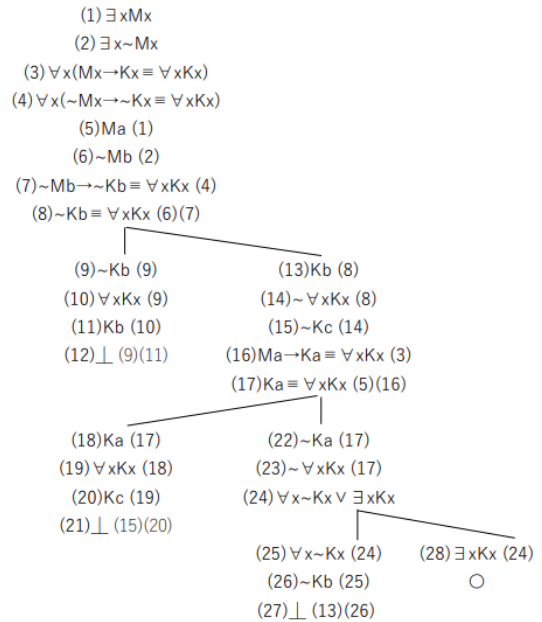 (1)∃xMx
(2)∃x~Mx
(3)∀x(Mx→Kx≡∀xKx)
(4)∀x(~Mx→~Kx≡∀xKx)
(5)Ma (1)
(6)~Mb (2)
(7)~Mb→~Kb≡∀xKx (4)
(8)~Kb≡∀xKx (6)(7)
(9)~Kb (9)
(10)∀xKx (9)
(11)Kb (10)
(12)⊥ (9)(11)
(13)Kb (8)
(14)~∀xKx (8)
(15)~Kc (14)
(16)Ma→Ka≡∀xKx (3)
(17)Ka≡∀xKx (5)(16)
(18)Ka (17)
(19)∀xKx (18)
(20)Kc (19)
(21)⊥ (15)(20)
(22)~Ka (17)
(23)~∀xKx (17)
(24)∀x~Kx∨∃xKx
(25)∀x~Kx (24)
(26)~Kb (25)
(27)⊥ (13)(26)
(28)∃xKx (24)
○